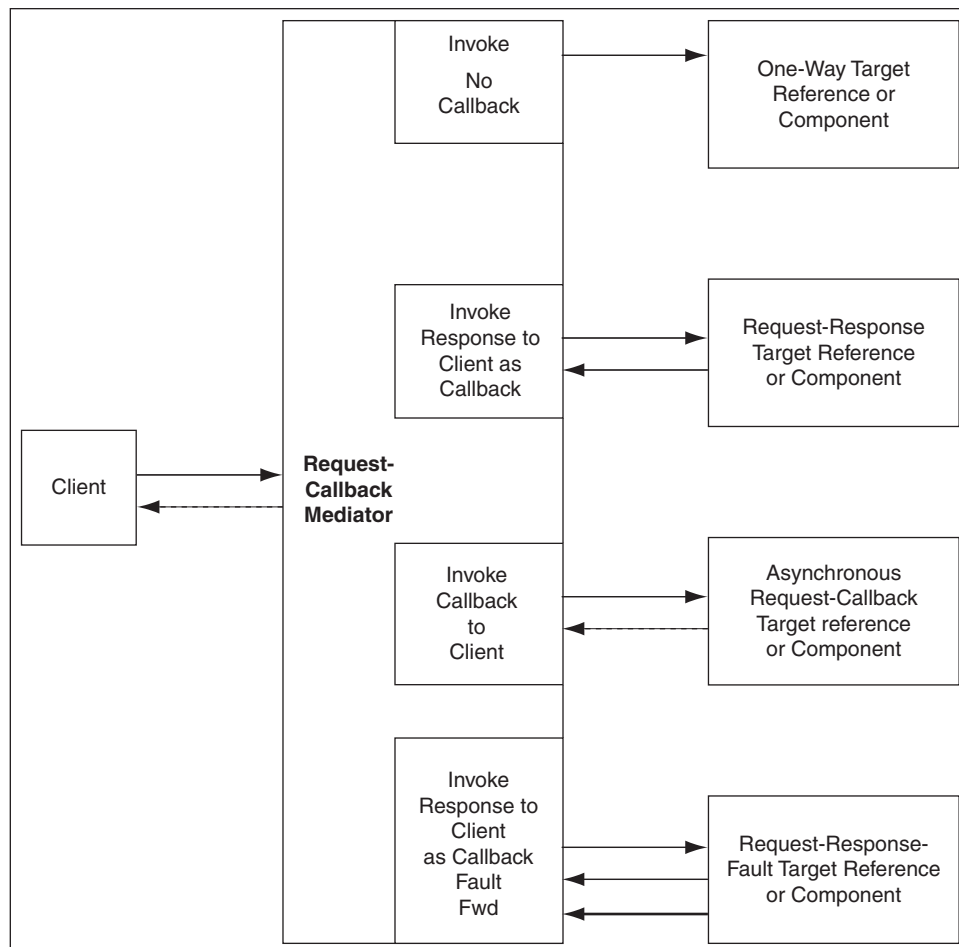 Invoke
No
Callback
One-Way Target
Reference or
Component
Invoke
Response to
Client as
Callback
Request-Response
Target Reference
or Component
Client
Request-
Callback
Mediator
Invoke
Callback
to
Client
Asynchronous
Request-Callback
Target reference
or Component
Invoke
Response to
Client
as Callback
Fault
Fwd
Request-Response-
Fault Target Reference
or Component